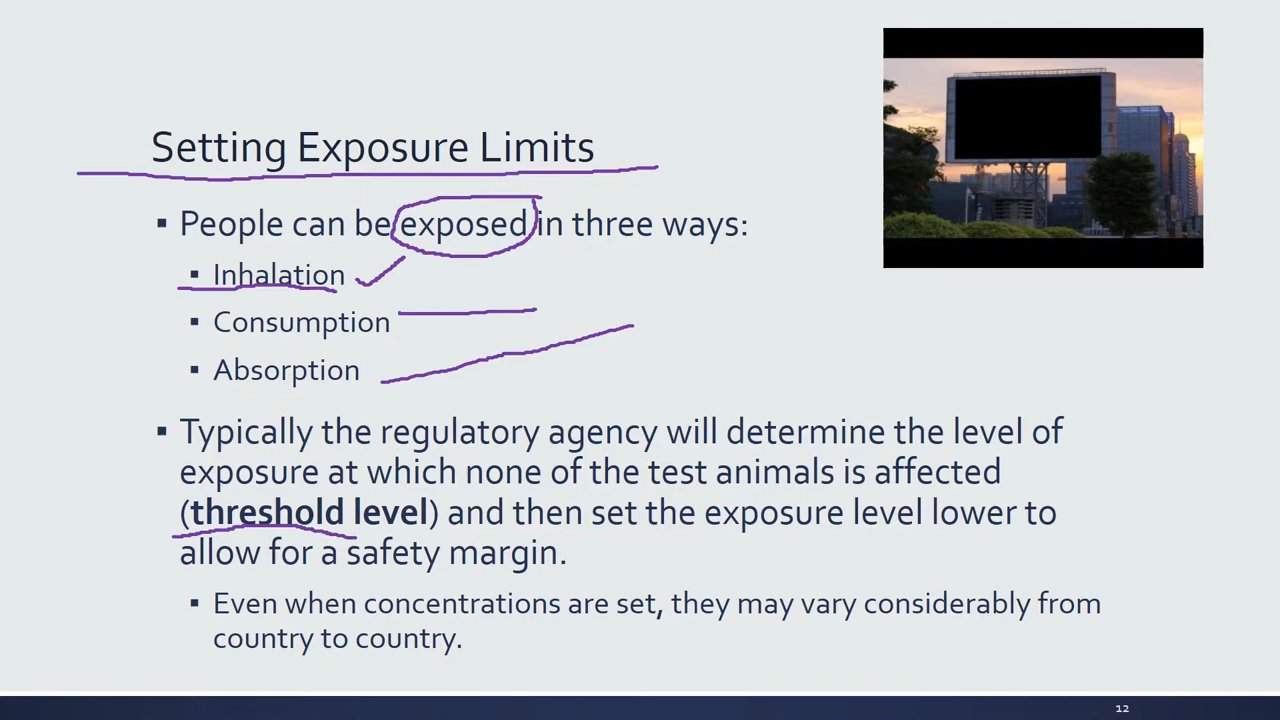 Setting Exposure Limits
▪ People can be exposed in three ways:
▪ Inhalation
▪ Consumption
▪ Absorption
▪ Typically the regulatory agency will determine the level of
exposure at which none of the test animals is affected
(threshold level) and then set the exposure level lower to
allow for a safety margin.
▪ Even when concentrations are set, they may vary considerably from
country to country.
12